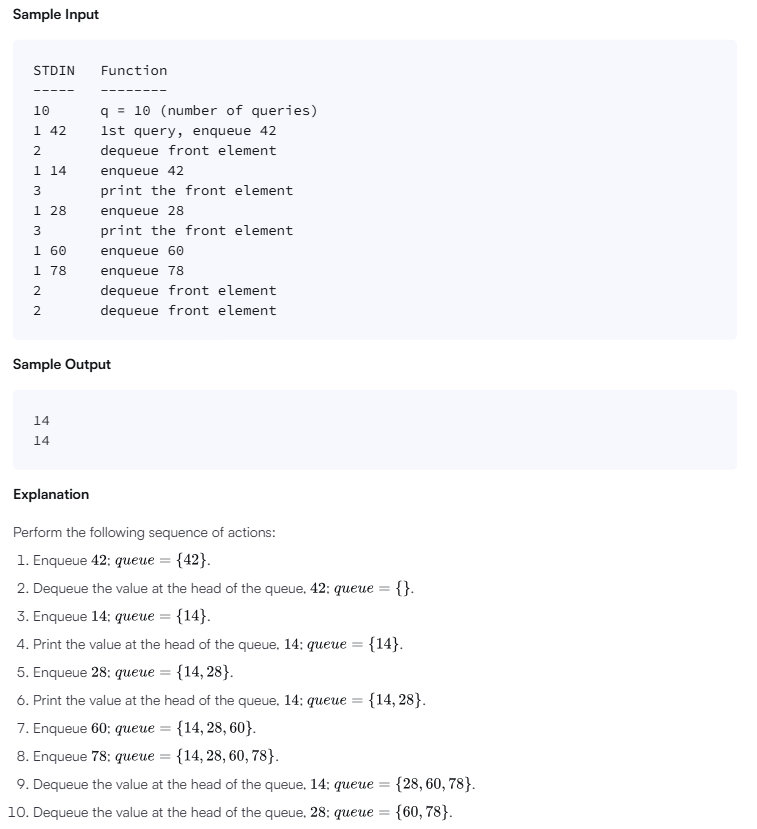 Sample Input
STDIN   Function
-----   --------
10      q = 10 (number of queries)
1 42    1st query, enqueue 42
2       dequeue front element
1 14    enqueue 42
3       print the front element
1 28    enqueue 28
3       print the front element
1 60    enqueue 60
1 78    enqueue 78
2       dequeue front element
2       dequeue front element
Sample Output
14
14
Explanation
Perform the following sequence of actions:
1. Enqueue 42; queue = {42}.
2. Dequeue the value at the head of the queue, 42; queue = {}.
3. Enqueue 14; queue = {14}.
4. Print the value at the head of the queue, 14; queue = {14}.
5. Enqueue 28; queue = {14, 28}.
6. Print the value at the head of the queue, 14; queue = {14, 28}.
7. Enqueue 60; queue = {14, 28, 60}.
8. Enqueue 78; queue = {14, 28, 60, 78}.
9. Dequeue the value at the head of the queue, 14; queue = {28, 60, 78}.
10. Dequeue the value at the head of the queue, 28; queue = {60, 78}.